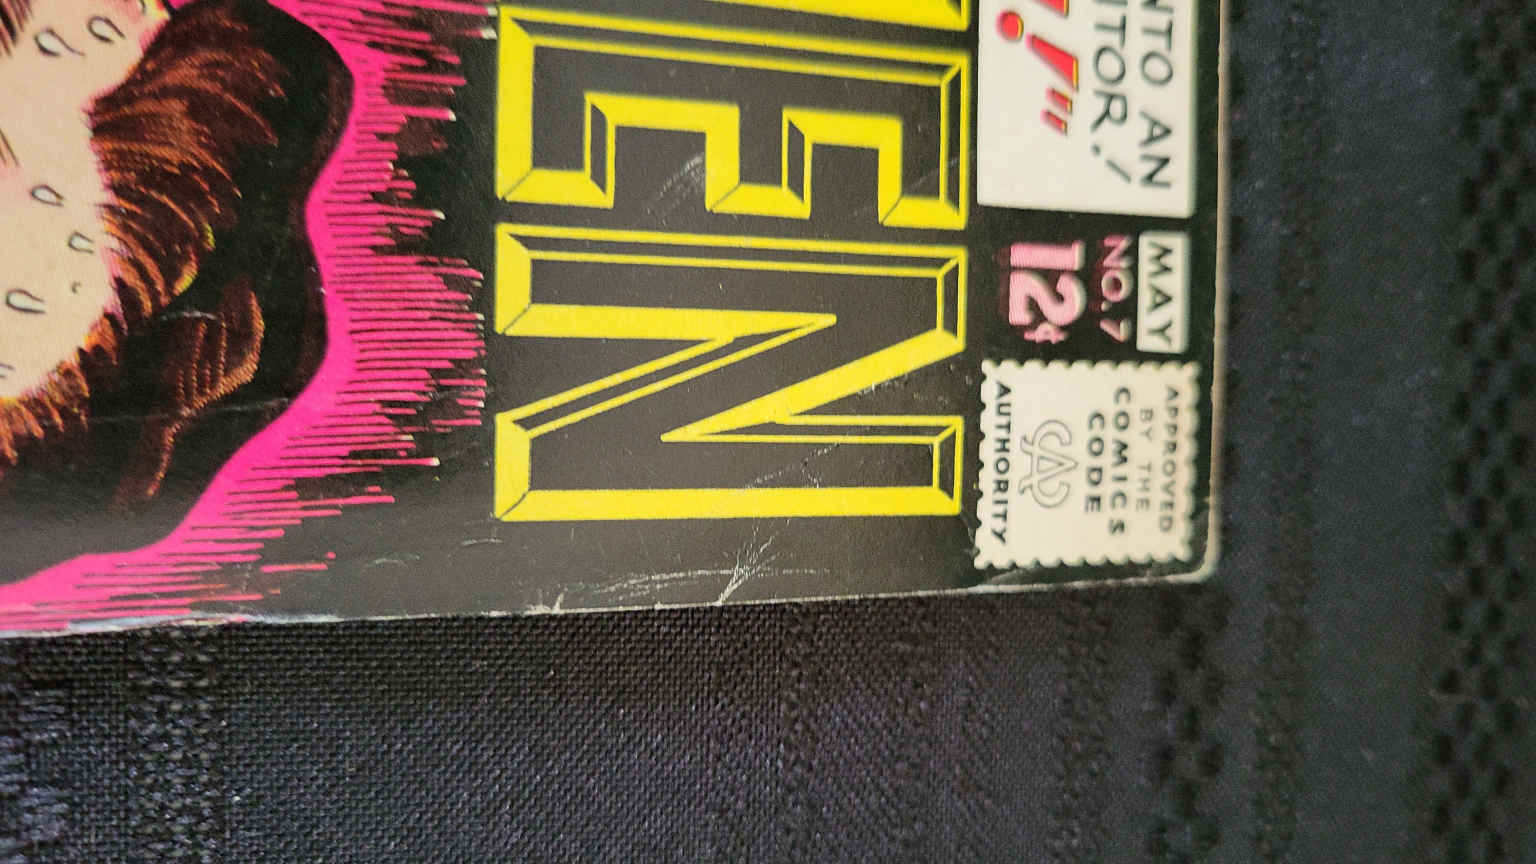 NTO AN
ITOR!
!"
MAY
NO. 7
12¢
APPROVED
BY THE
COMICS
CODE
CA
AUTHORITY
EN